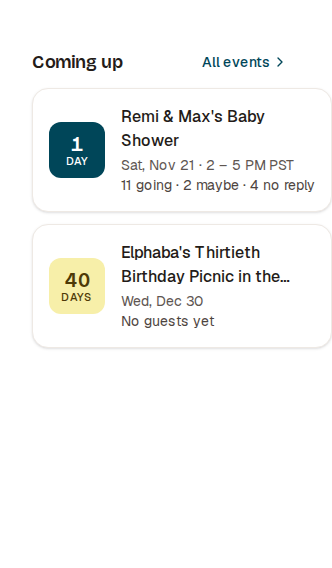 Coming up
All events
1
DAY
Remi & Max's Baby
Shower
Sat, Nov 21 · 2 – 5 PM PST
11 going · 2 maybe · 4 no reply
40
DAYS
Elphaba's Thirtieth
Birthday Picnic in the…
Wed, Dec 30
No guests yet